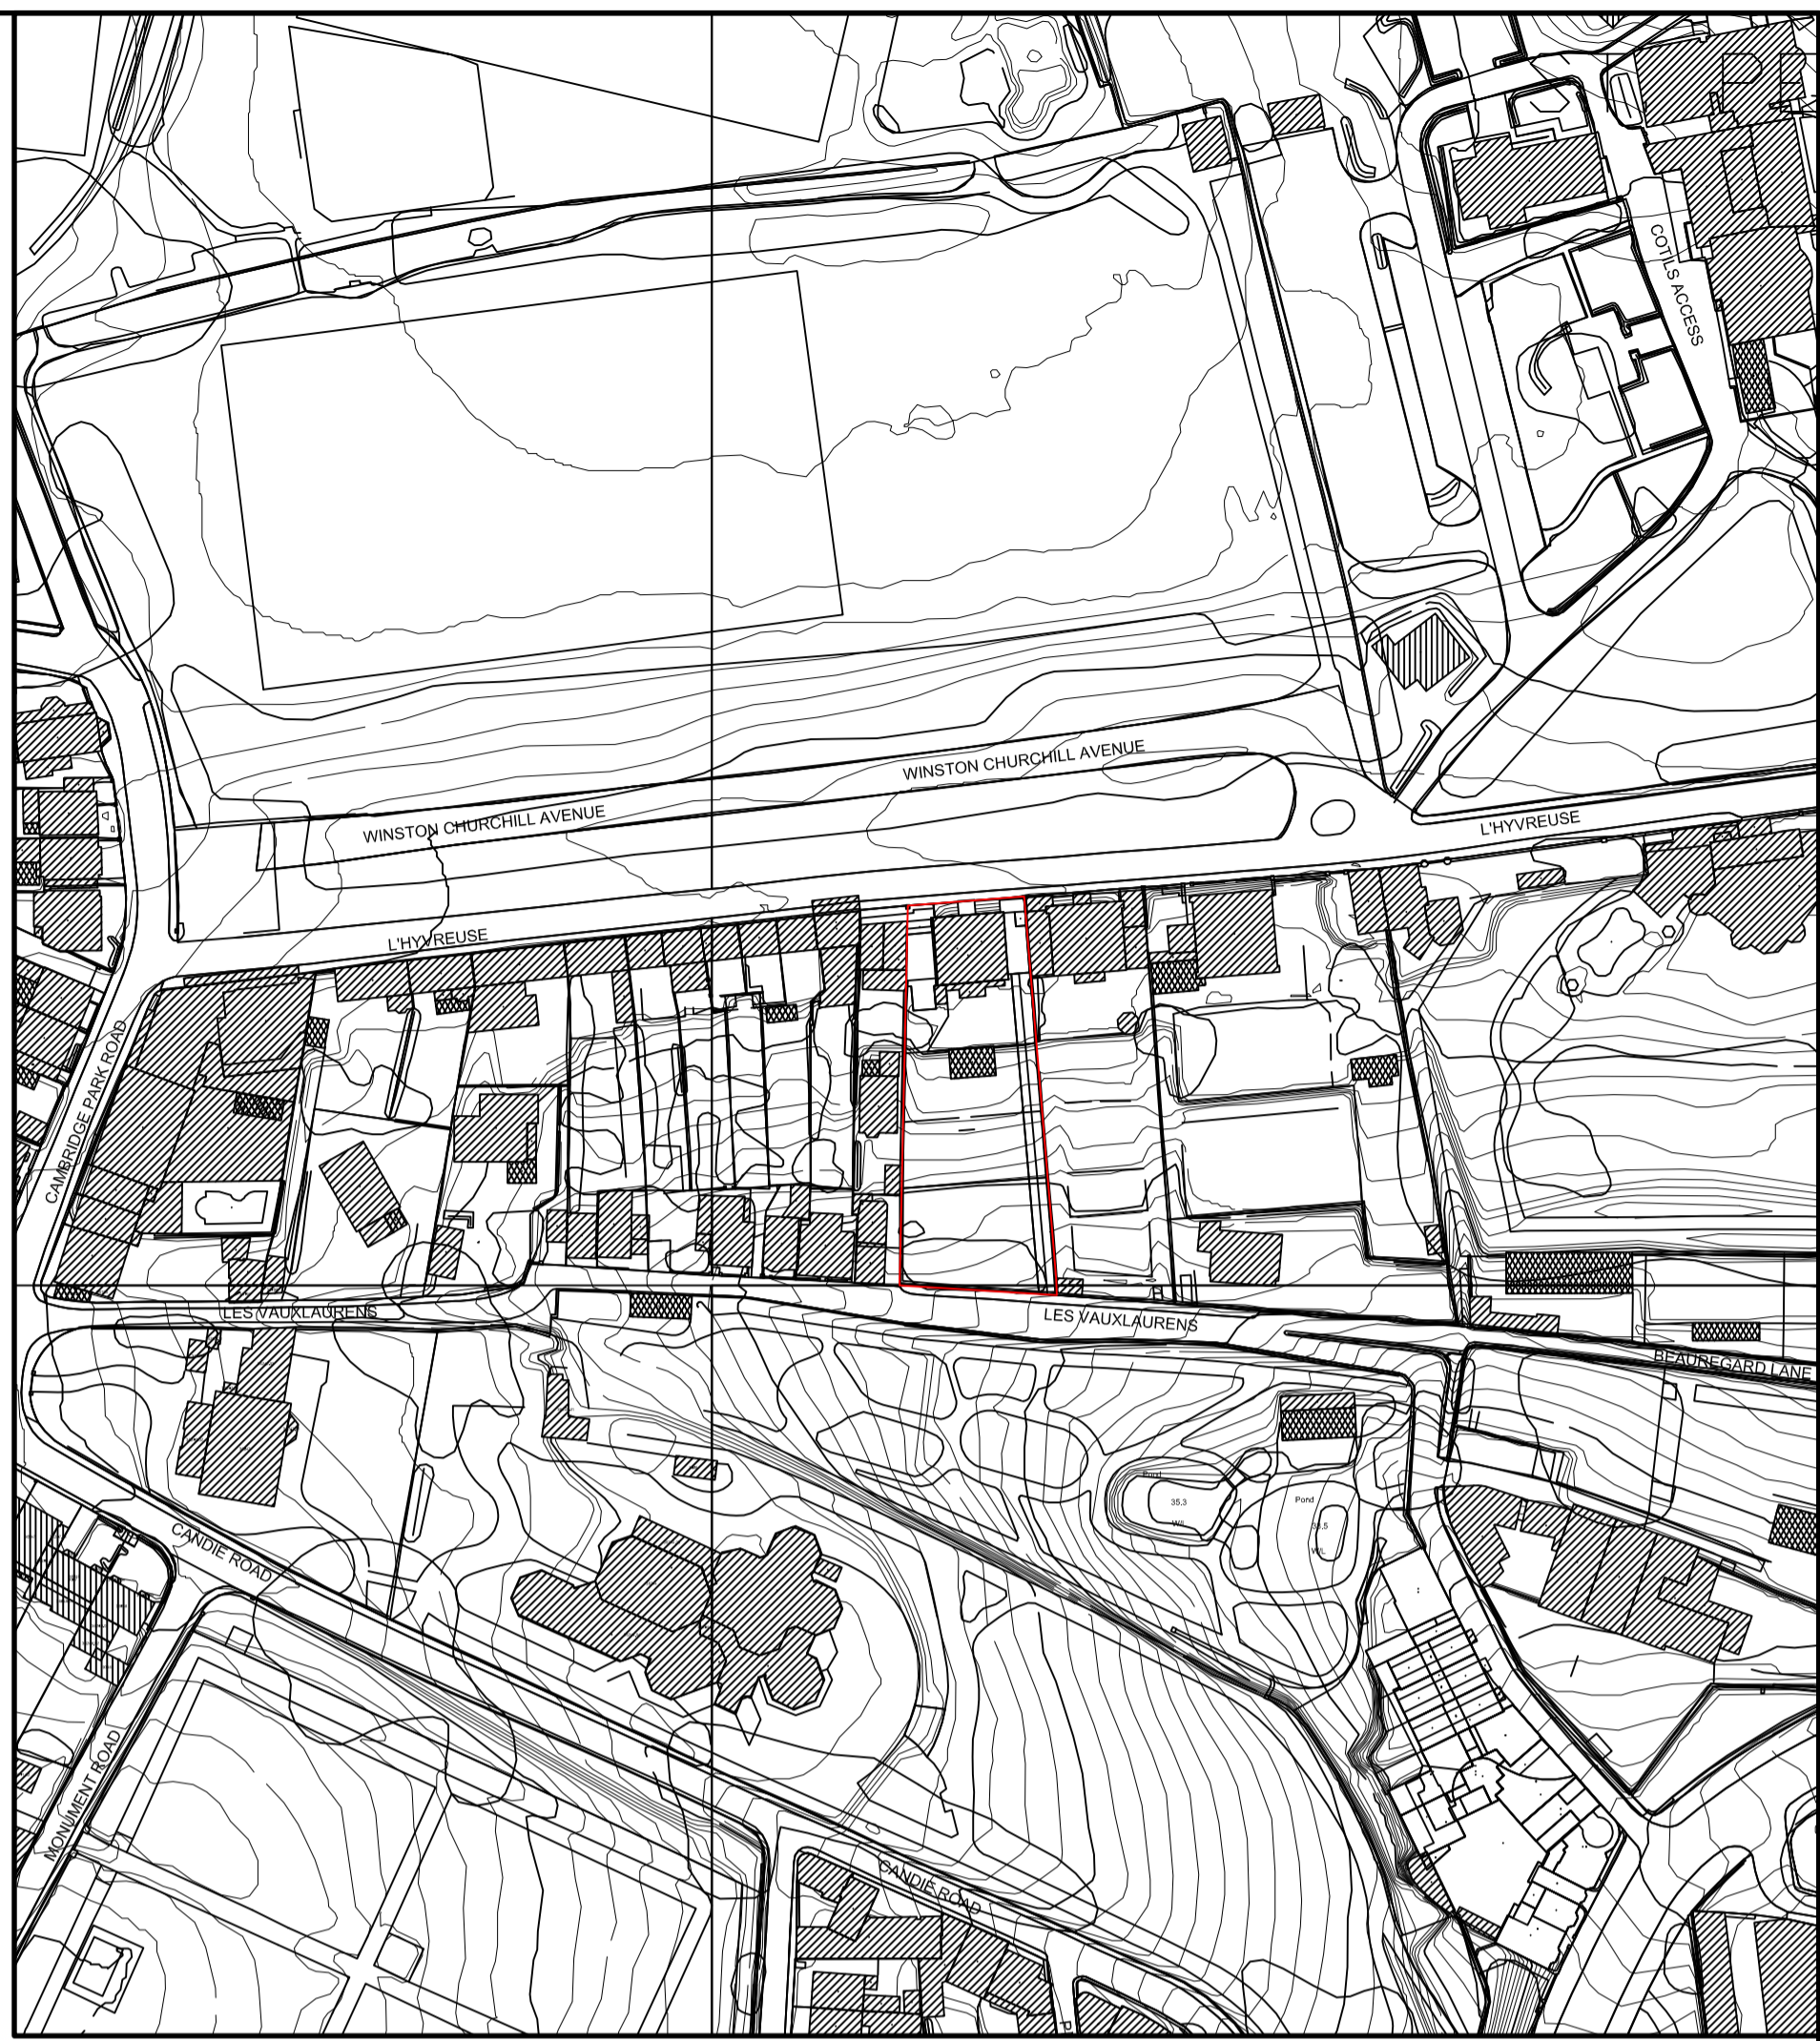 COTILS ACCESS
WINSTON CHURCHILL AVENUE
WINSTON CHURCHILL AVENUE
L'HYVREUSE
L'HYVREUSE
CAMBRIDGE PARK ROAD
LES VAUXLAURENS
LES VAUXLAURENS
BEAUREGARD LANE
Pond
35.3
W/L
Pond
W/L
CANDIE ROAD
MONUMENT ROAD
CANDIE ROAD